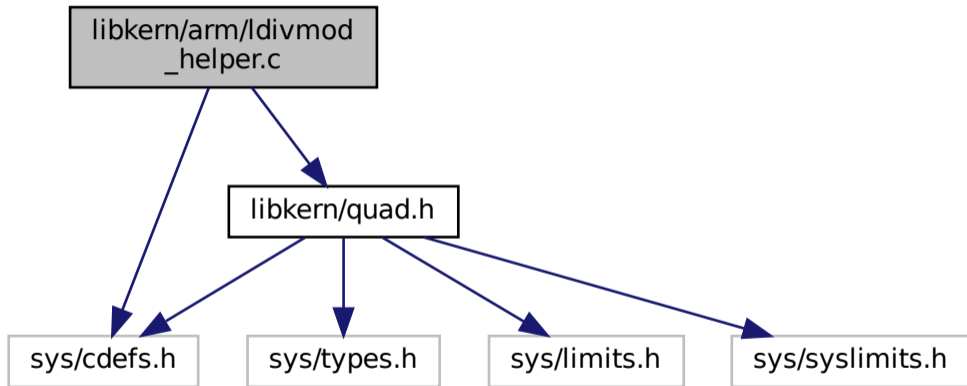 libkern/arm/ldivmod
_helper.c
libkern/quad.h
sys/cdefs.h
sys/types.h
sys/limits.h
sys/syslimits.h